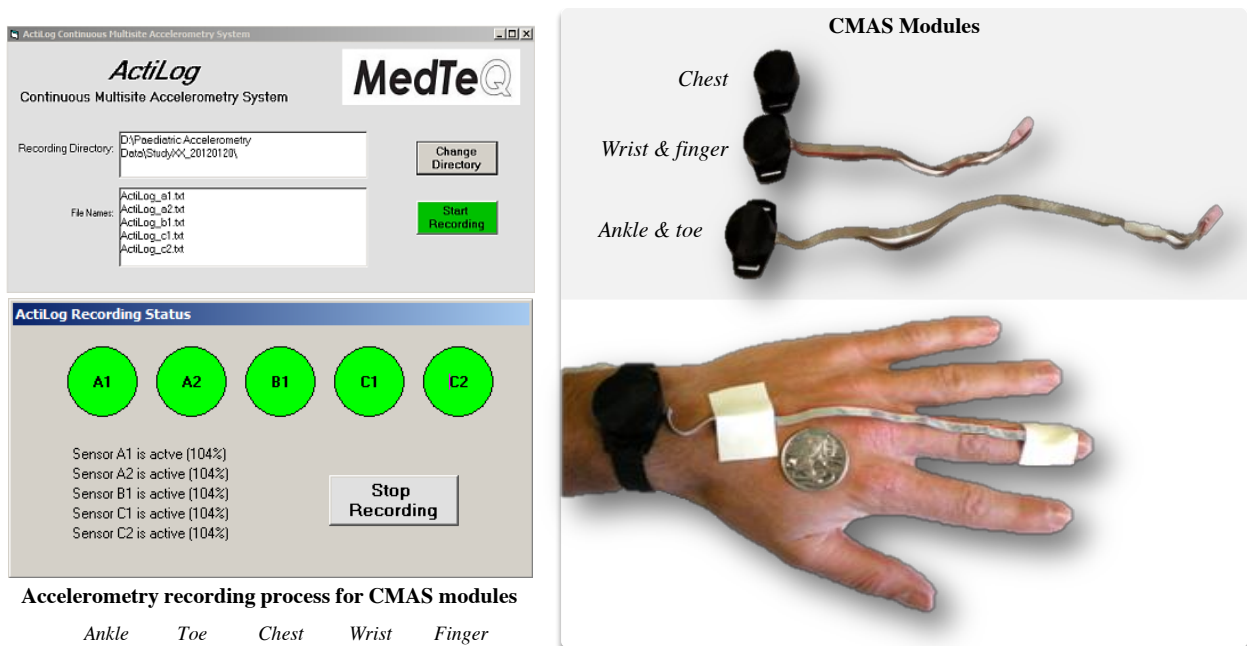 ActiLog Continuous Multisite Accelerometry System
ActiLog
Continuous Multisite Accelerometry System
MedTeQ
Recording Directory:
D:\Paediatric Accelerometry
Data\StudyXX_20120120\
Change
Directory
File Names:
ActiLog_a1.txt
ActiLog_a2.txt
ActiLog_b1.txt
ActiLog_c1.txt
ActiLog_c2.txt
Start
Recording
ActiLog Recording Status
A1 A2 B1 C1 C2
Sensor A1 is actve (104%)
Sensor A2 is active (104%)
Sensor B1 is active (104%)
Sensor C1 is active (104%)
Sensor C2 is active (104%)
Stop
Recording
Accelerometry recording process for CMAS modules
Ankle Toe Chest Wrist Finger
CMAS Modules
Chest
Wrist & finger
Ankle & toe